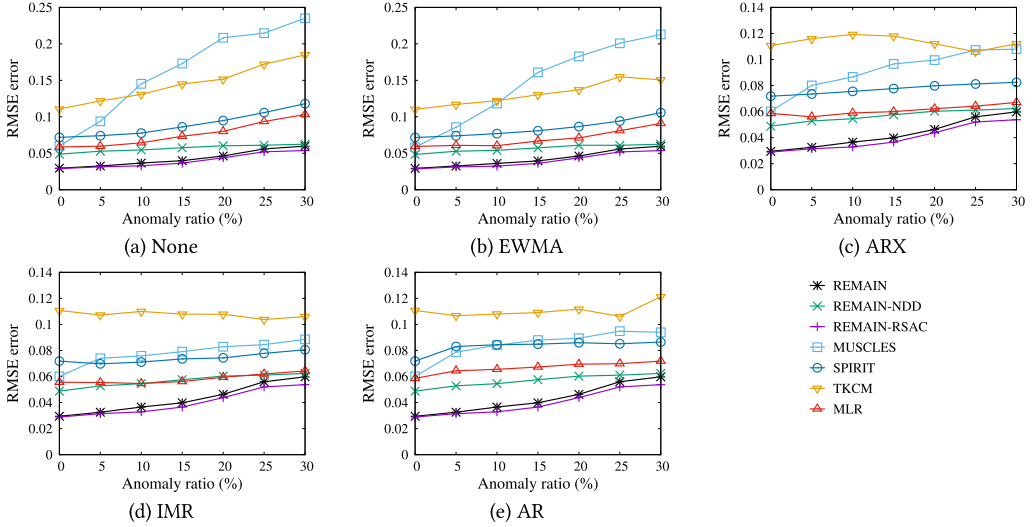 0.25
0.2
0.15
0.1
0.05
0
RMSE error
0 5 10 15 20 25 30
Anomaly ratio (%)
(a) None
0.25
0.2
0.15
0.1
0.05
0
RMSE error
0 5 10 15 20 25 30
Anomaly ratio (%)
(b) EWMA
0.14
0.12
0.1
0.08
0.06
0.04
0.02
0
RMSE error
0 5 10 15 20 25 30
Anomaly ratio (%)
(c) ARX
0.14
0.12
0.1
0.08
0.06
0.04
0.02
0
RMSE error
0 5 10 15 20 25 30
Anomaly ratio (%)
(d) IMR
0.14
0.12
0.1
0.08
0.06
0.04
0.02
0
RMSE error
0 5 10 15 20 25 30
Anomaly ratio (%)
(e) AR
REMAIN
REMAIN-NDD
REMAIN-RSAC
MUSCLES
SPIRIT
TKCM
MLR